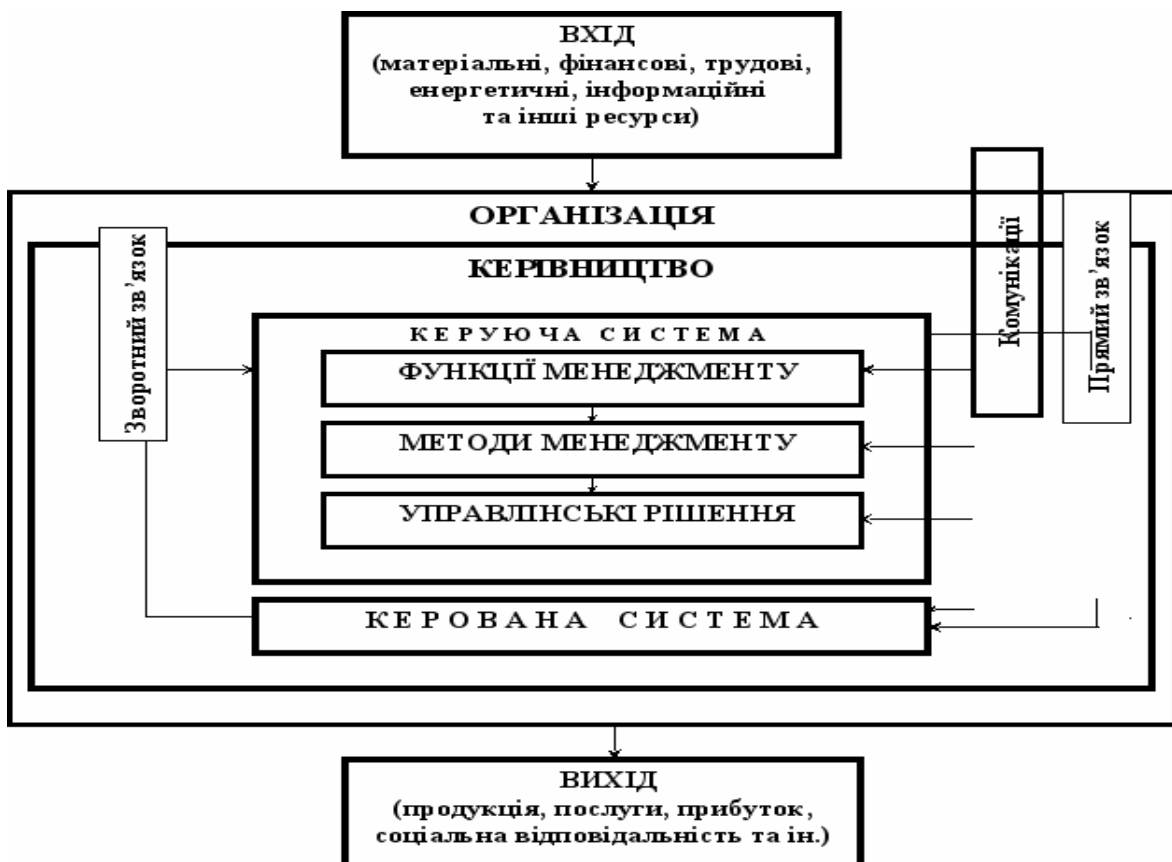 ВХІД
(матеріальні, фінансові, трудові,
енергетичні, інформаційні
та інші ресурси)
ОРГАНІЗАЦІЯ
КЕРІВНИЦТВО
Зворотний зв’язок
Комунікації
Прямий зв’язок
КЕРУЮЧА СИСТЕМА
ФУНКЦІЇ МЕНЕДЖМЕНТУ
МЕТОДИ МЕНЕДЖМЕНТУ
УПРАВЛІНСЬКІ РІШЕННЯ
КЕРОВАНА СИСТЕМА
ВИХІД
(продукція, послуги, прибуток,
соціальна відповідальність та ін.)